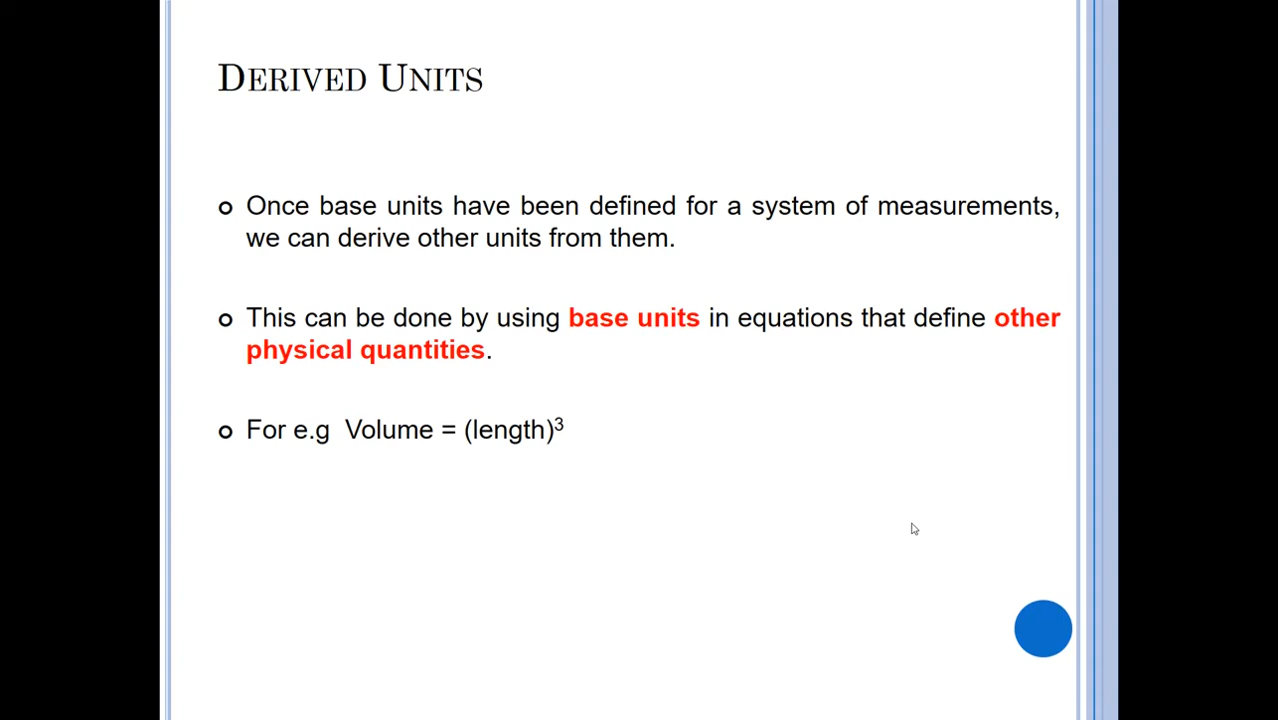 DERIVED UNITS
Once base units have been defined for a system of measurements,
we can derive other units from them.
This can be done by using base units in equations that define other
physical quantities.
For e.g  Volume = (length)³